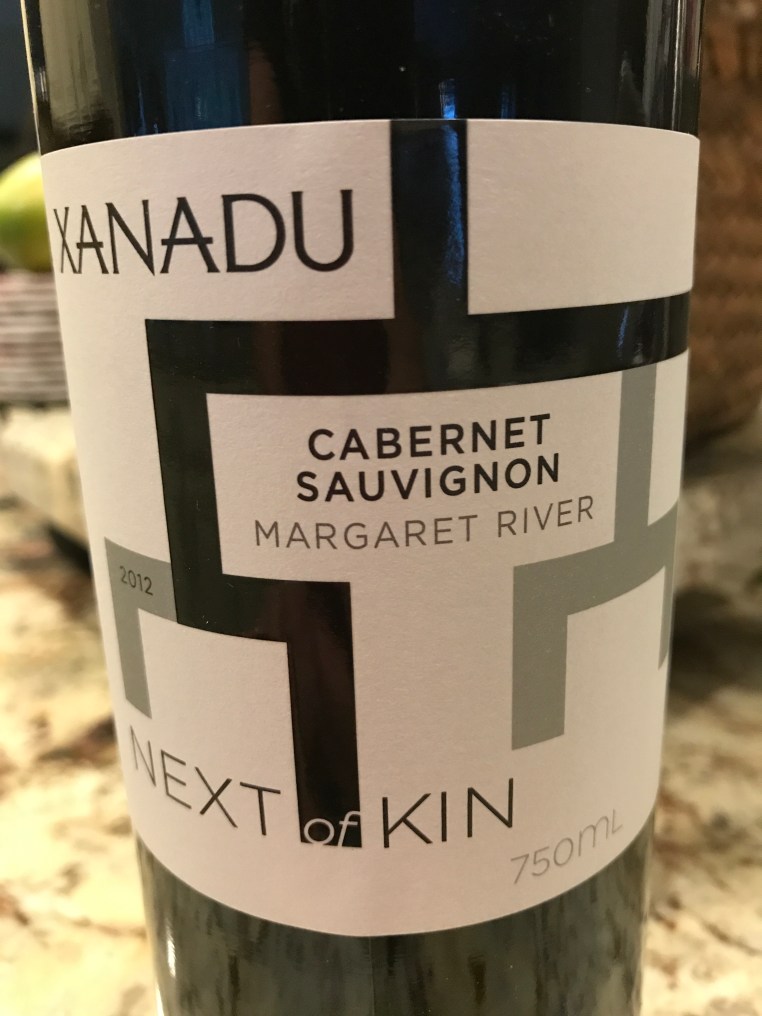 XANADU
CABERNET
SAUVIGNON
MARGARET RIVER
2012
NEXT of KIN
750mL